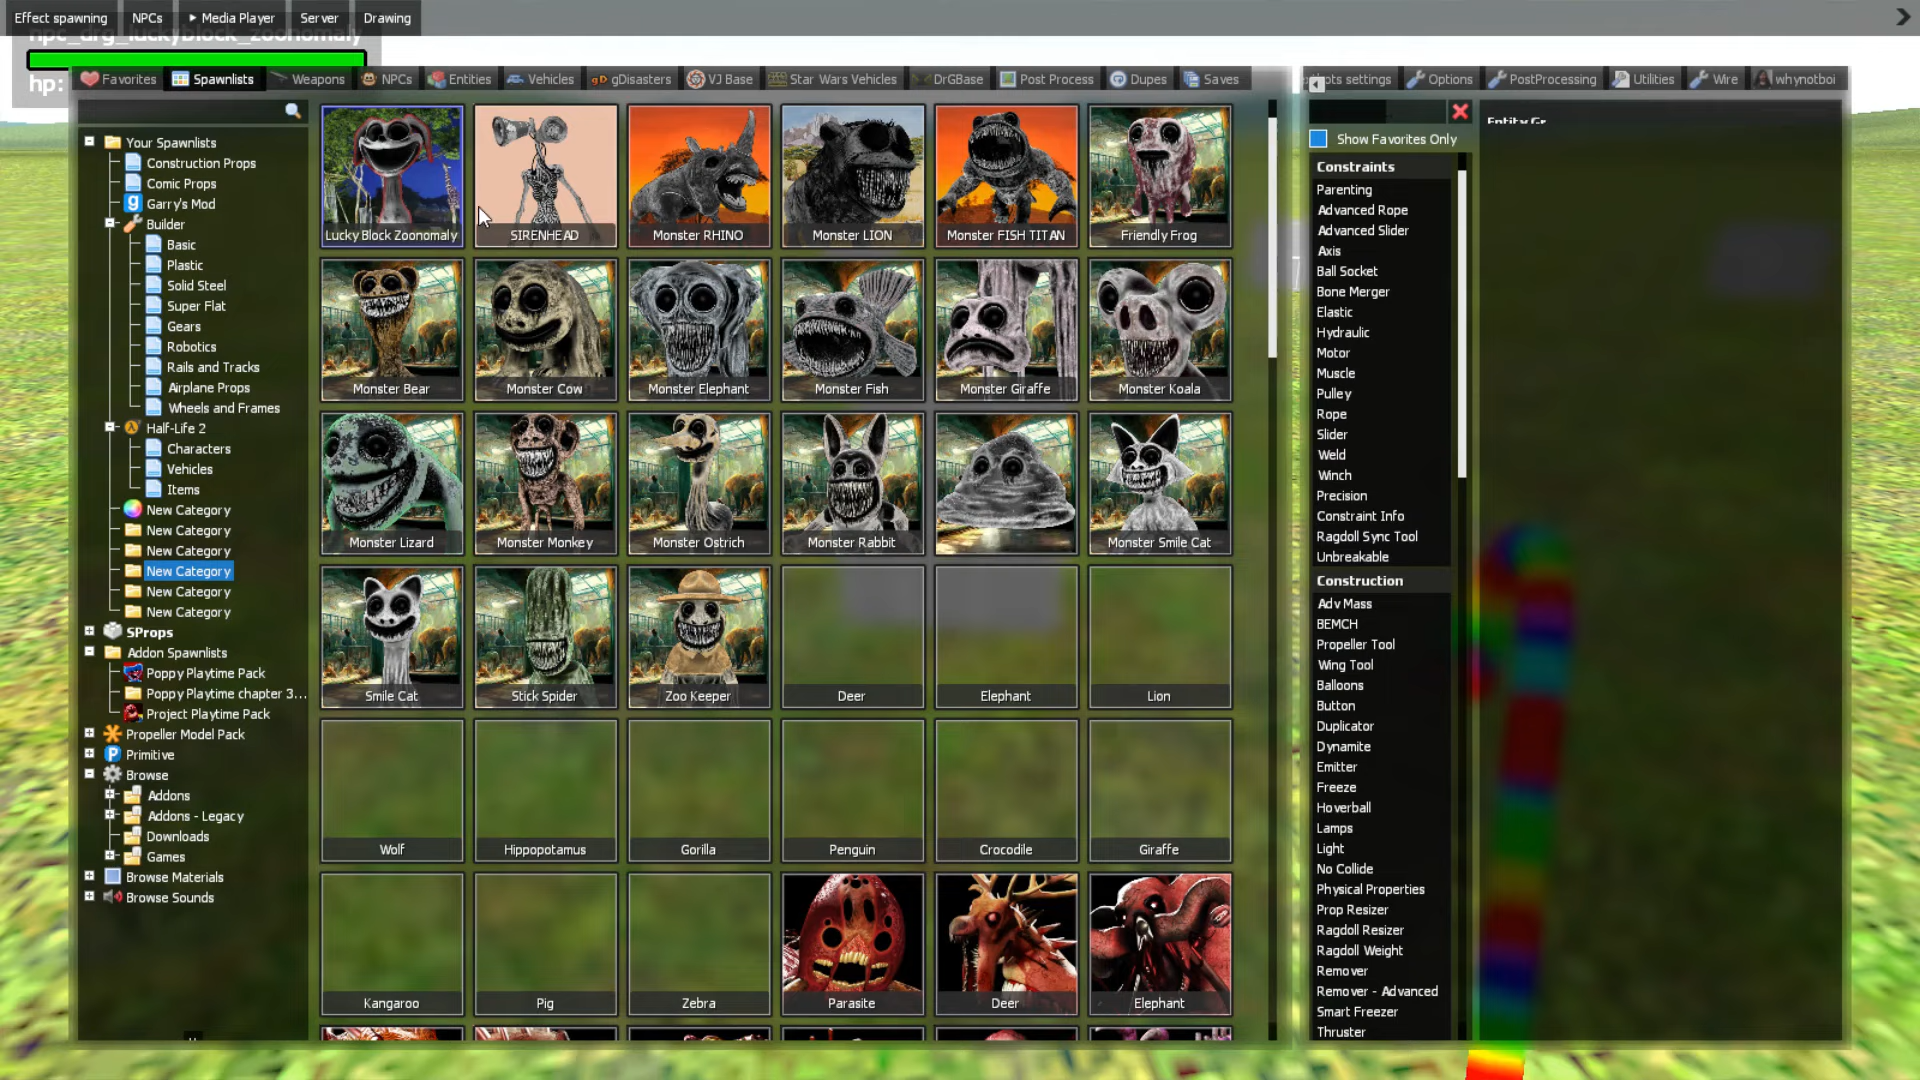 Effect spawning
NPCs
Media Player
Server
Drawing
npc_drg_luckyblock_zoonomaly
hp:
Favorites
Spawnlists
Weapons
NPCs
Entities
Vehicles
gDisasters
VJ Base
Star Wars Vehicles
DrGBase
Post Process
Dupes
Saves
settings
Options
PostProcessing
Utilities
Wire
whynotboi
Your Spawnlists
Construction Props
Comic Props
Garry's Mod
Builder
Basic
Plastic
Solid Steel
Super Flat
Gears
Robotics
Rails and Tracks
Airplane Props
Wheels and Frames
Half-Life 2
Characters
Vehicles
Items
New Category
New Category
New Category
New Category
New Category
New Category
SProps
Addon Spawnlists
Poppy Playtime Pack
Poppy Playtime chapter 3...
Project Playtime Pack
Propeller Model Pack
Primitive
Browse
Addons
Addons - Legacy
Downloads
Games
Browse Materials
Browse Sounds
Lucky Block Zoonomaly
SIRENHEAD
Monster RHINO
Monster LION
Monster FISH TITAN
Friendly Frog
Monster Bear
Monster Cow
Monster Elephant
Monster Fish
Monster Giraffe
Monster Koala
Monster Lizard
Monster Monkey
Monster Ostrich
Monster Rabbit
Monster Smile Cat
Smile Cat
Stick Spider
Zoo Keeper
Deer
Elephant
Lion
Wolf
Hippopotamus
Gorilla
Penguin
Crocodile
Giraffe
Kangaroo
Pig
Zebra
Parasite
Deer
Elephant
Show Favorites Only
Constraints
Parenting
Advanced Rope
Advanced Slider
Axis
Ball Socket
Bone Merger
Elastic
Hydraulic
Motor
Muscle
Pulley
Rope
Slider
Weld
Winch
Precision
Constraint Info
Ragdoll Sync Tool
Unbreakable
Construction
Adv Mass
BEMCH
Propeller Tool
Wing Tool
Balloons
Button
Duplicator
Dynamite
Emitter
Freeze
Hoverball
Lamps
Light
No Collide
Physical Properties
Prop Resizer
Ragdoll Resizer
Ragdoll Weight
Remover
Remover - Advanced
Smart Freezer
Thruster